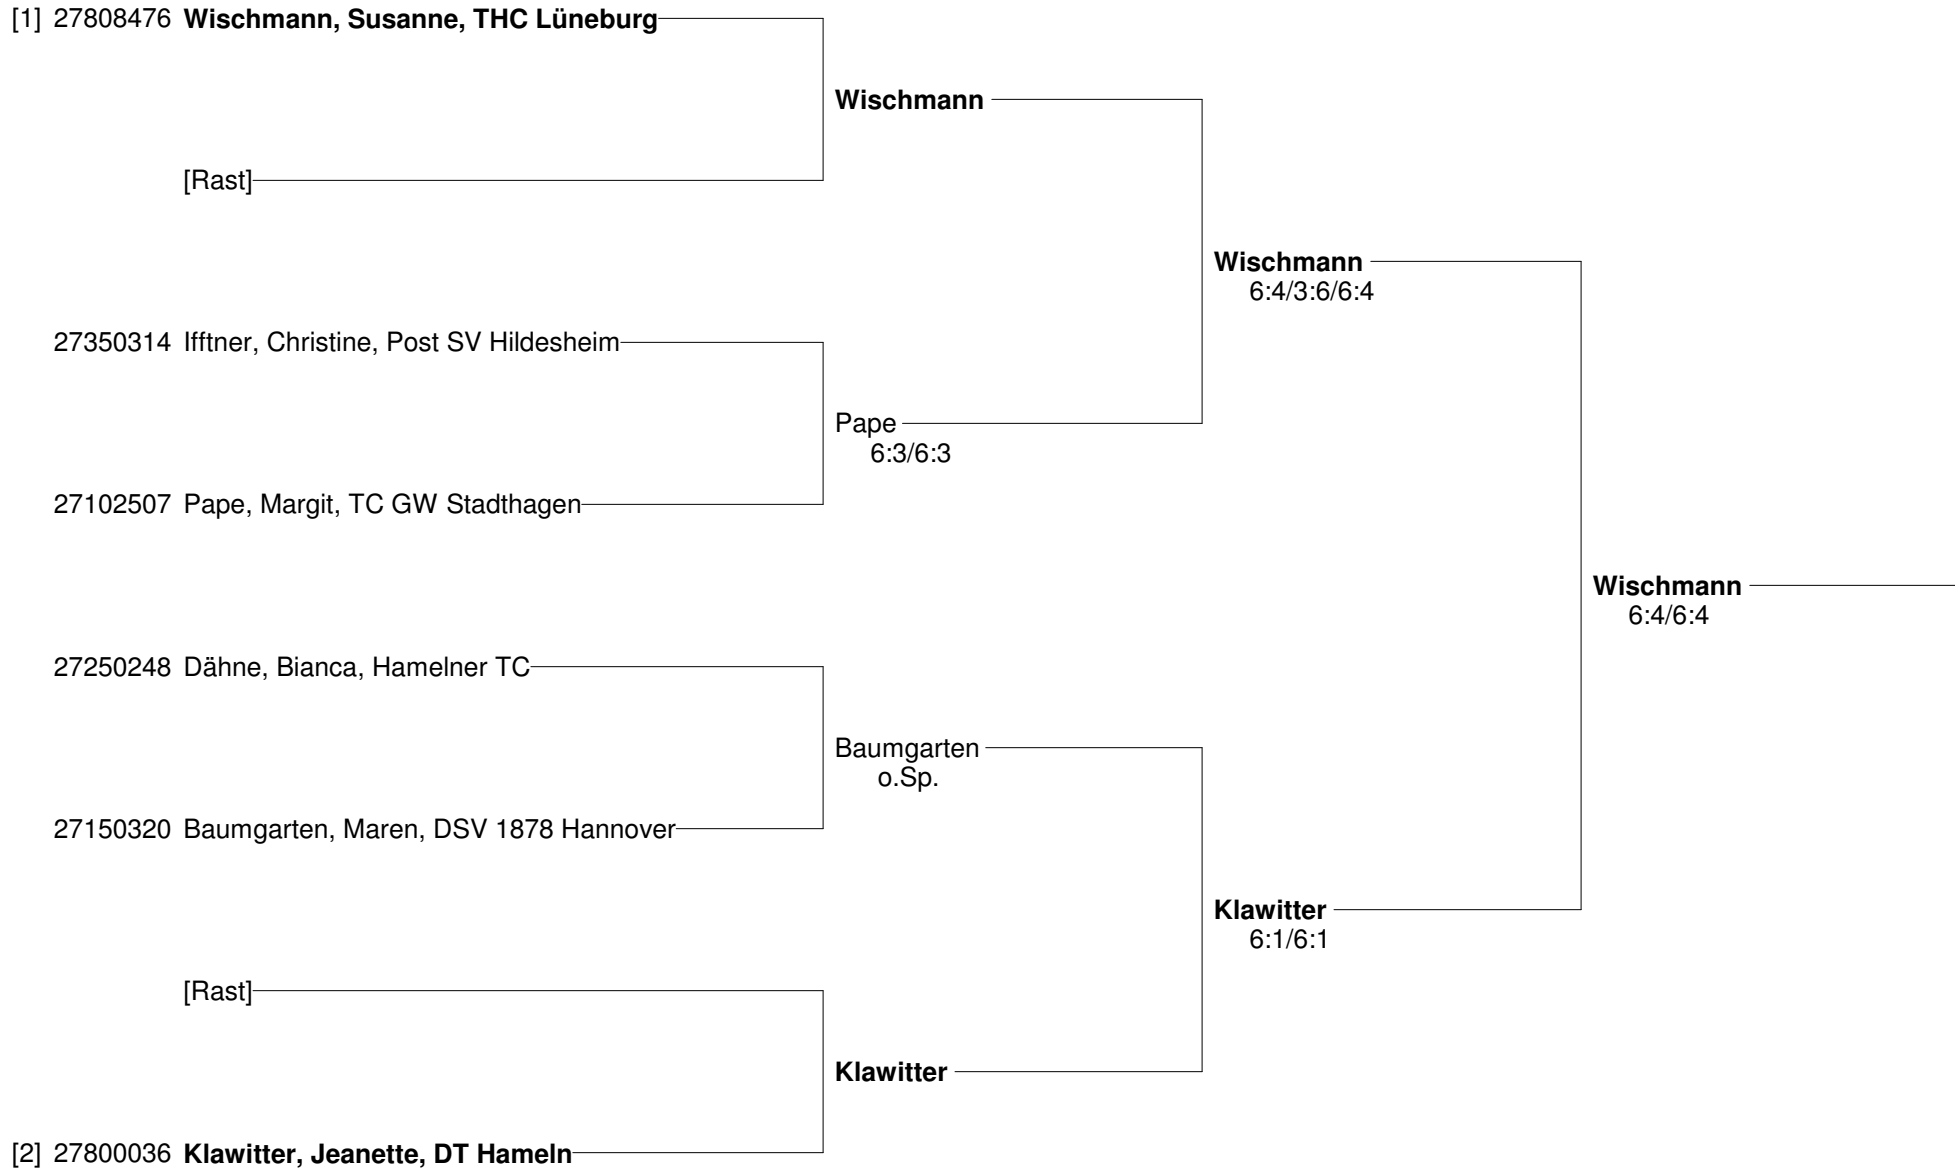 [1] 27808476 Wischmann, Susanne, THC Lüneburg
Wischmann
[Rast]
Wischmann
6:4/3:6/6:4
27350314 Ifftner, Christine, Post SV Hildesheim
Pape
6:3/6:3
27102507 Pape, Margit, TC GW Stadthagen
Wischmann
6:4/6:4
27250248 Dähne, Bianca, Hamelner TC
Baumgarten
o.Sp.
27150320 Baumgarten, Maren, DSV 1878 Hannover
Klawitter
6:1/6:1
[Rast]
Klawitter
[2] 27800036 Klawitter, Jeanette, DT Hameln